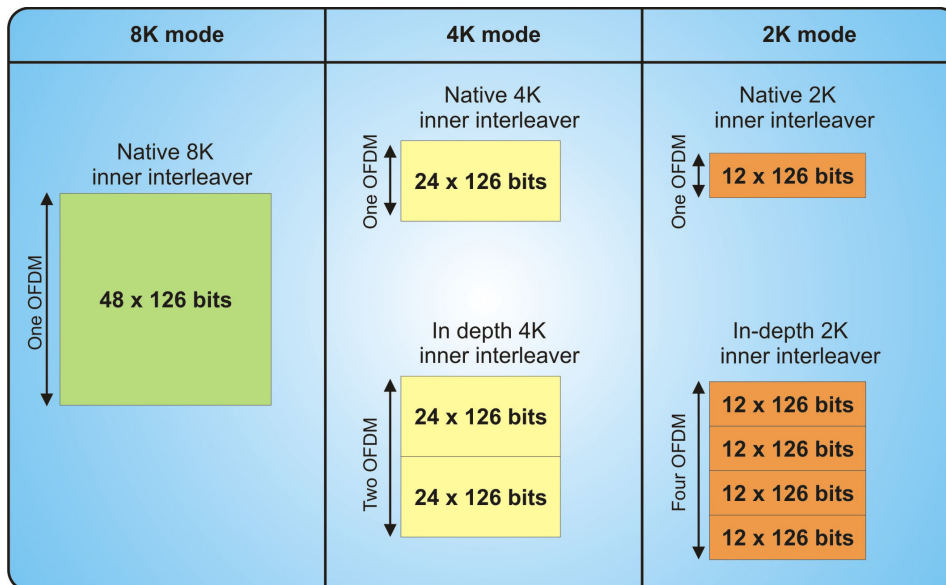 8K mode
4K mode
2K mode
Native 8K
inner interleaver
One OFDM
48 x 126 bits
Native 4K
inner interleaver
One OFDM
24 x 126 bits
In depth 4K
inner interleaver
Two OFDM
24 x 126 bits
24 x 126 bits
Native 2K
inner interleaver
One OFDM
12 x 126 bits
In-depth 2K
inner interleaver
Four OFDM
12 x 126 bits
12 x 126 bits
12 x 126 bits
12 x 126 bits